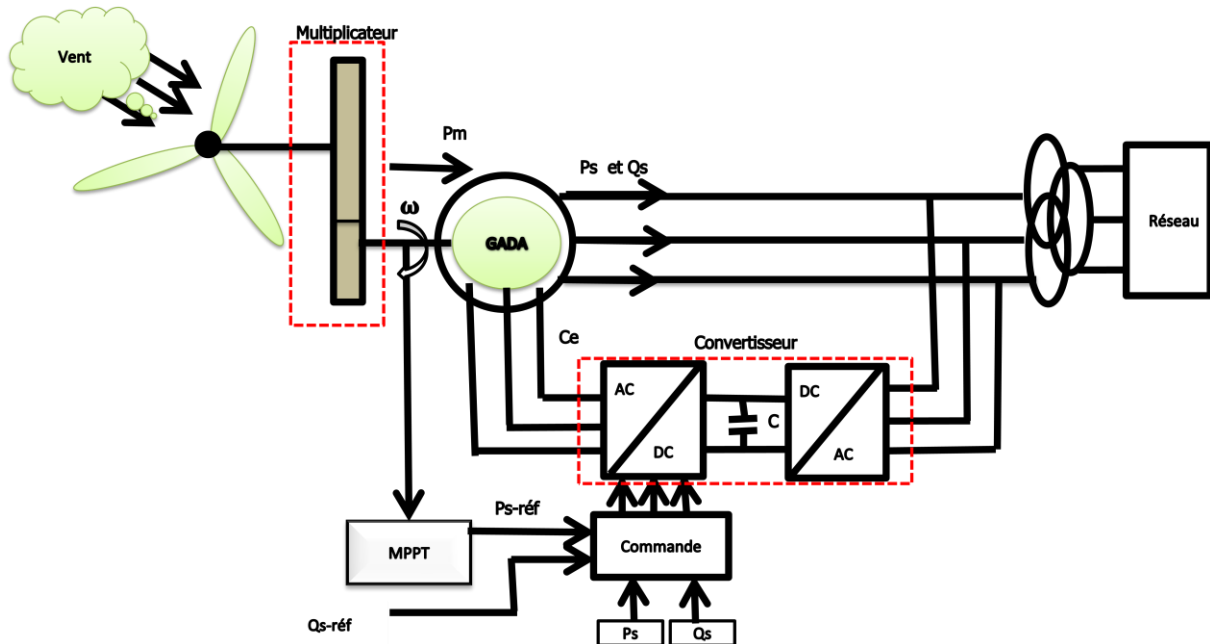 Multiplicateur
Vent
Pm
Ps et Qs
ω
GADA
Réseau
Ce
Convertisseur
AC
DC
C
DC
AC
Ps-réf
MPPT
Commande
Qs-réf
Ps
Qs